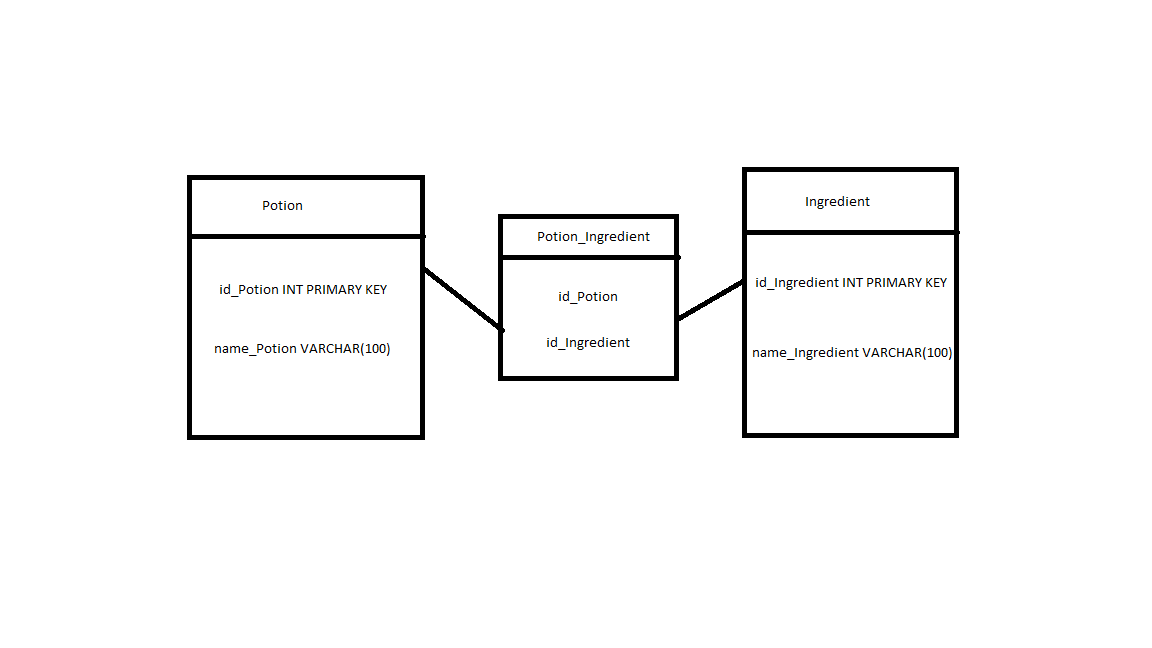 Potion
id_Potion INT PRIMARY KEY
name_Potion VARCHAR(100)
Potion_Ingredient
id_Potion
id_Ingredient
Ingredient
id_Ingredient INT PRIMARY KEY
name_Ingredient VARCHAR(100)